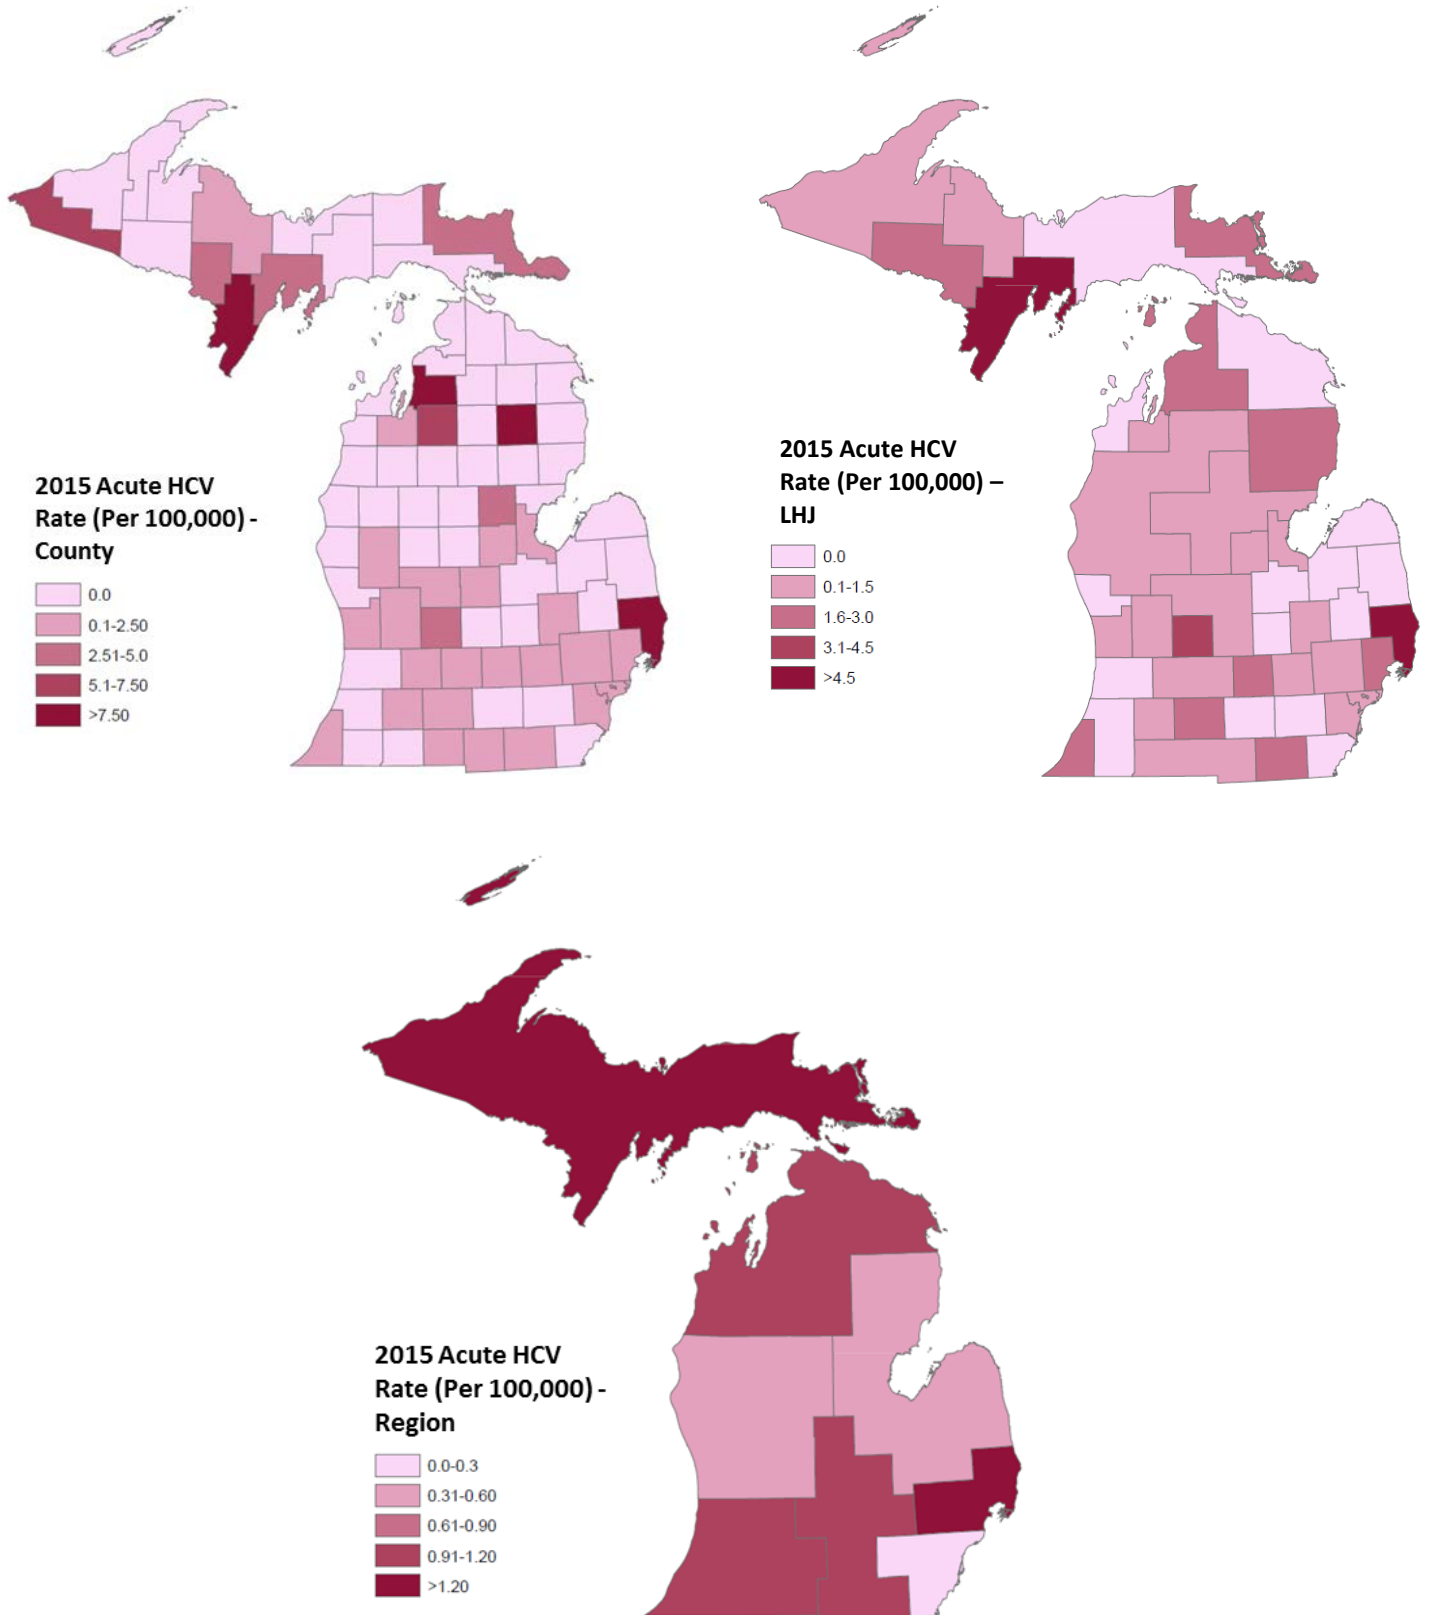 2015 Acute HCV
Rate (Per 100,000) -
County
0.0
0.1-2.50
2.51-5.0
5.1-7.50
>7.50
2015 Acute HCV
Rate (Per 100,000) –
LHJ
0.0
0.1-1.5
1.6-3.0
3.1-4.5
>4.5
2015 Acute HCV
Rate (Per 100,000) -
Region
0.0-0.3
0.31-0.60
0.61-0.90
0.91-1.20
>1.20